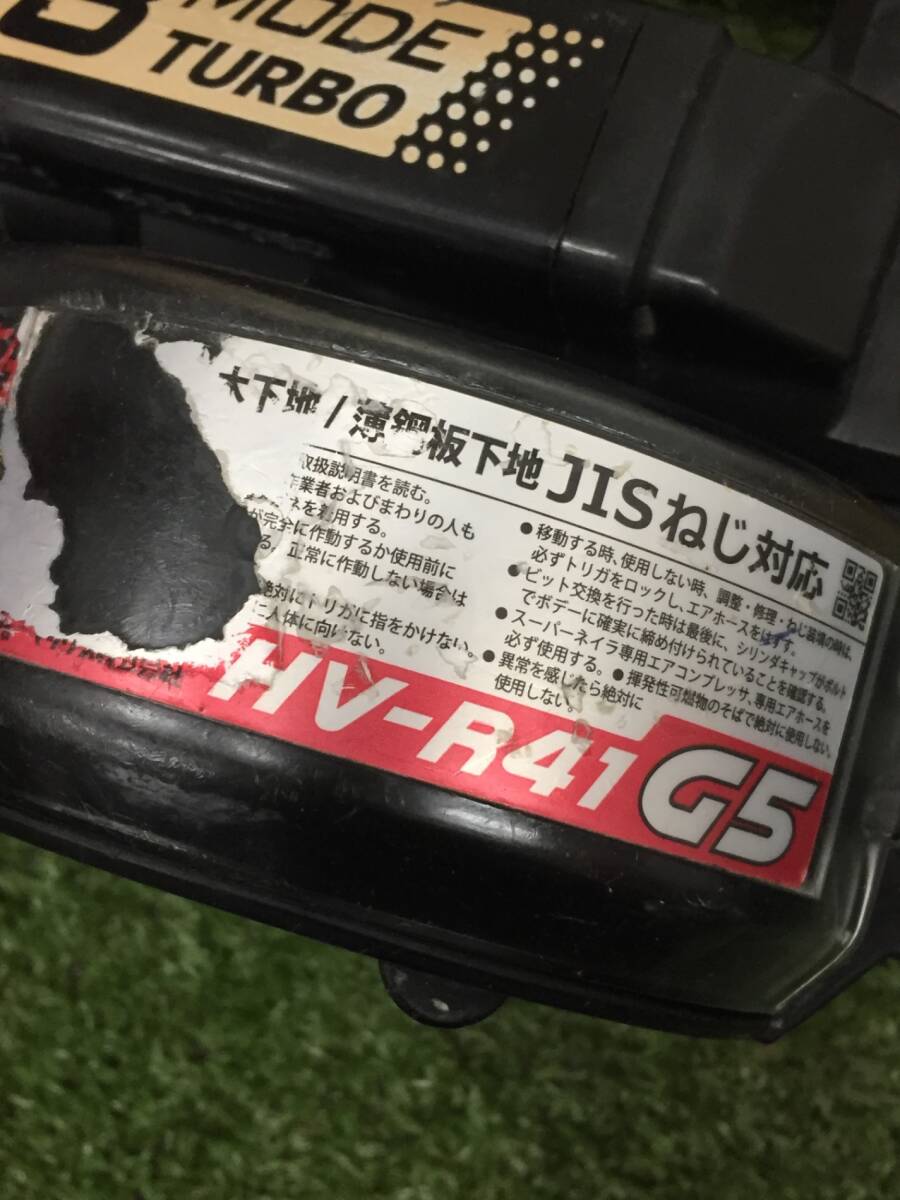 MODE
TURBO
木下地/薄鋼板下地 JISねじ対応
取扱説明書を読む。
作業者およびまわりの人も
を着用する。
が完全に作動するか使用前に
正常に作動しない場合は
絶対にトリガに指をかけない。
に人体に向けない。
●移動する時、使用しない時、調整・修理・ねじ装填の時は、
必ずトリガをロックし、エアホースをはずす。
●ビット交換を行った時は最後に、シリンダキャップがボルト
でボデーに確実に締め付けられていることを確認する。
●スーパーネイラ専用エアコンプレッサ、専用エアホースを
必ず使用する。●揮発性可燃物のそばで絶対に使用しない。
●異常を感じたら絶対に
使用しない。
HV-R41 G5